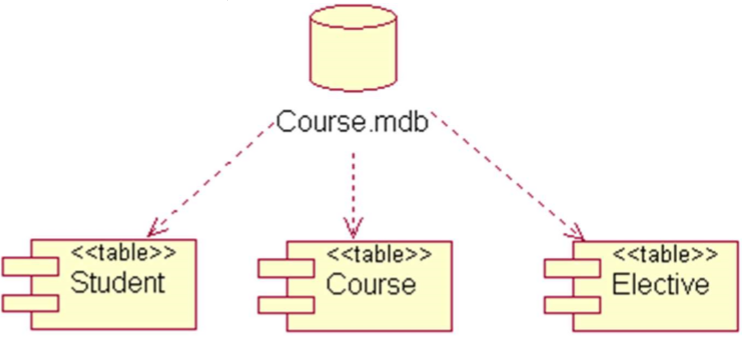 Course.mdb
<<table>>
Student
<<table>>
Course
<<table>>
Elective